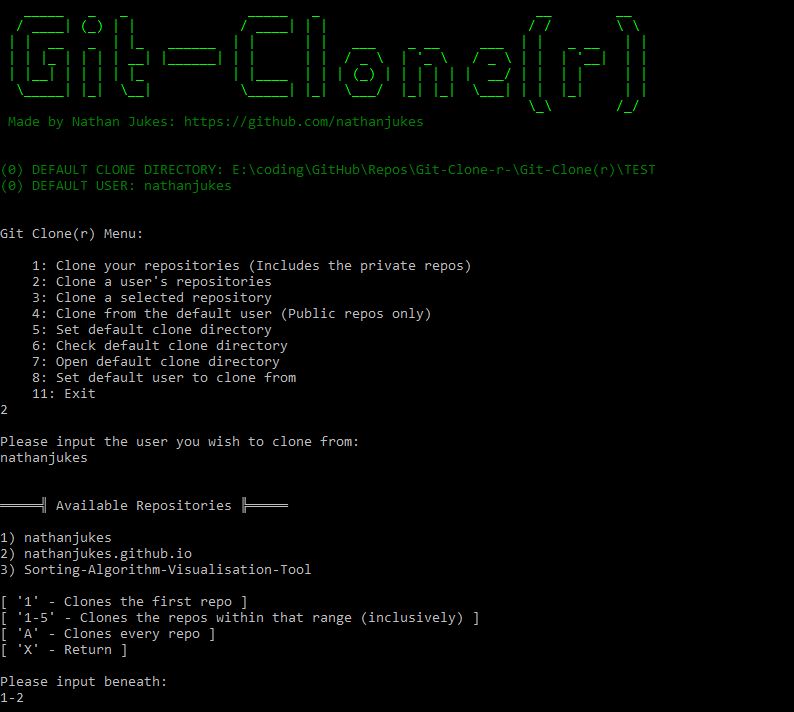 Git-Clone(r)
Made by Nathan Jukes: https://github.com/nathanjukes
(0) DEFAULT CLONE DIRECTORY: E:\coding\GitHub\Repos\Git-Clone-r-\Git-Clone(r)\TEST
(0) DEFAULT USER: nathanjukes
Git Clone(r) Menu:
1: Clone your repositories (Includes the private repos)
2: Clone a user's repositories
3: Clone a selected repository
4: Clone from the default user (Public repos only)
5: Set default clone directory
6: Check default clone directory
7: Open default clone directory
8: Set default user to clone from
11: Exit
2
Please input the user you wish to clone from:
nathanjukes
═════╣ Available Repositories ╠═════
1) nathanjukes
2) nathanjukes.github.io
3) Sorting-Algorithm-Visualisation-Tool
[ '1' - Clones the first repo ]
[ '1-5' - Clones the repos within that range (inclusively) ]
[ 'A' - Clones every repo ]
[ 'X' - Return ]
Please input beneath:
1-2